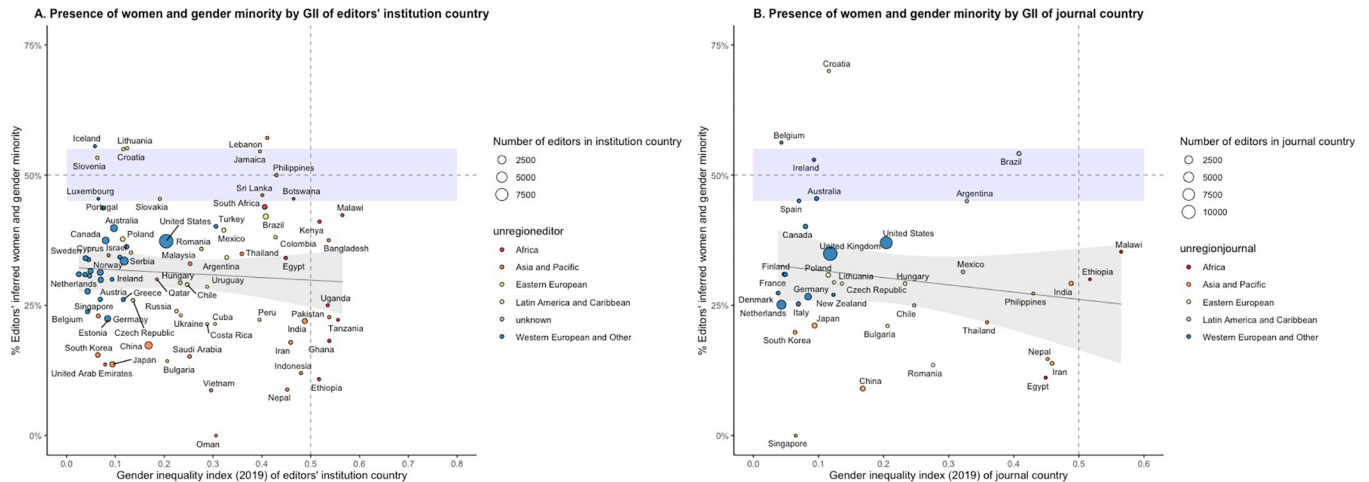 A. Presence of women and gender minority by GII of editors' institution country
75%
50%
25%
0%
% Editors' inferred women and gender minority
0.0 0.1 0.2 0.3 0.4 0.5 0.6 0.7 0.8
Gender inequality index (2019) of editors' institution country
Iceland
Lithuania
Croatia
Slovenia
Lebanon
Jamaica
Philippines
Luxembourg
Portugal
Slovakia
Sri Lanka
Botswana
South Africa
Malawi
Australia
United States
Turkey
Brazil
Kenya
Canada
Poland
Mexico
Colombia
Bangladesh
Cyprus
Israel
Romania
Sweden
Serbia
Malaysia
Thailand
Egypt
Norway
Argentina
Netherlands
Ireland
Hungary
Uruguay
Qatar
Chile
Greece
Austria
Singapore
Russia
Uganda
Belgium
Germany
Estonia
Czech Republic
Ukraine
Cuba
Costa Rica
Peru
Pakistan
India
Tanzania
South Korea
China
Japan
Saudi Arabia
Iran
Ghana
United Arab Emirates
Bulgaria
Indonesia
Vietnam
Nepal
Ethiopia
Oman
Number of editors in institution country
2500
5000
7500
unregioneditor
Africa
Asia and Pacific
Eastern European
Latin America and Caribbean
unknown
Western European and Other
B. Presence of women and gender minority by GII of journal country
75%
50%
25%
0%
% Editors' inferred women and gender minority
0.0 0.1 0.2 0.3 0.4 0.5 0.6
Gender inequality index (2019) of journal country
Croatia
Belgium
Ireland
Brazil
Australia
Spain
Argentina
Canada
United States
United Kingdom
Malawi
Finland
Poland
Mexico
Ethiopia
France
Lithuania
Hungary
India
Germany
Czech Republic
Denmark
New Zealand
Philippines
Netherlands
Italy
Chile
Japan
South Korea
Bulgaria
Thailand
Romania
Nepal
Iran
China
Egypt
Singapore
Number of editors in journal country
2500
5000
7500
10000
unregionjournal
Africa
Asia and Pacific
Eastern European
Latin America and Caribbean
Western European and Other